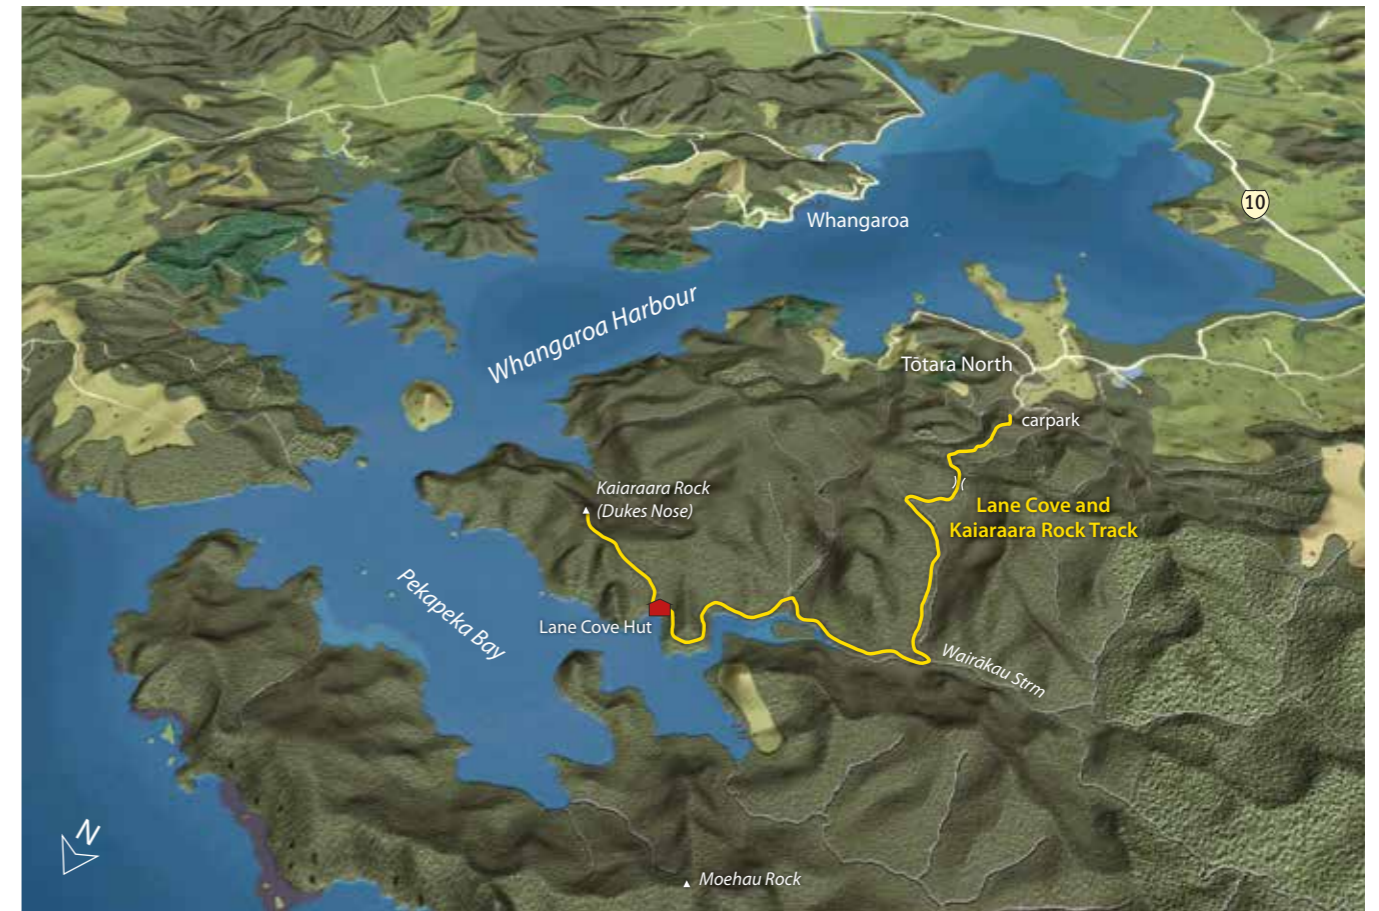 10
Whangaroa
Whangaroa Harbour
Tōtara North
carpark
Kaiaraara Rock
(Dukes Nose)
Lane Cove and
Kaiaraara Rock Track
Pekapeka Bay
Lane Cove Hut
Wairākau Strm
N
Moehau Rock